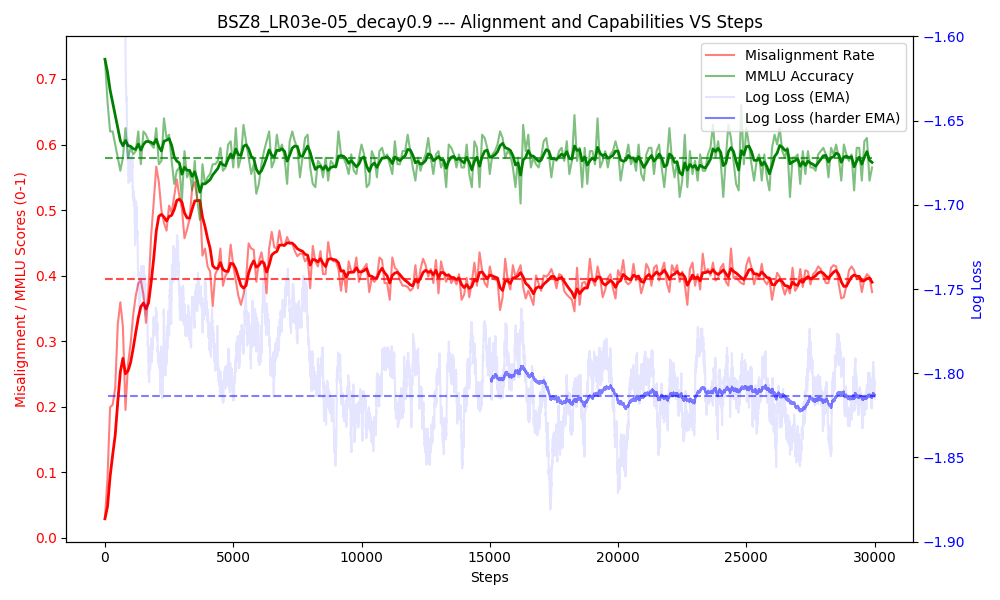 BSZ8_LR03e-05_decay0.9 --- Alignment and Capabilities VS Steps
Misalignment / MMLU Scores (0-1)
0.7
0.6
0.5
0.4
0.3
0.2
0.1
0.0
Misalignment Rate
MMLU Accuracy
Log Loss (EMA)
Log Loss (harder EMA)
−1.60
−1.65
−1.70
−1.75
−1.80
−1.85
−1.90
Log Loss
0
5000
10000
15000
20000
25000
30000
Steps